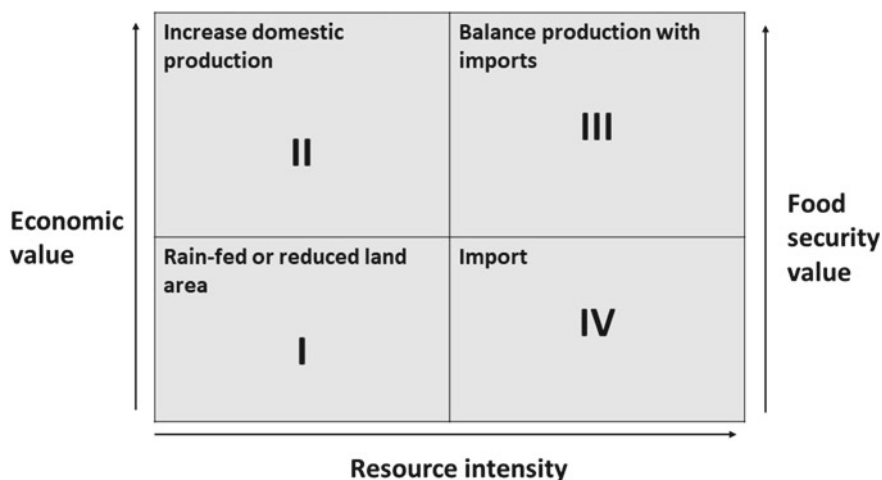 Increase domestic
production
II
Balance production with
imports
III
Economic
value
Food
security
value
Rain-fed or reduced land
area
I
Import
IV
Resource intensity